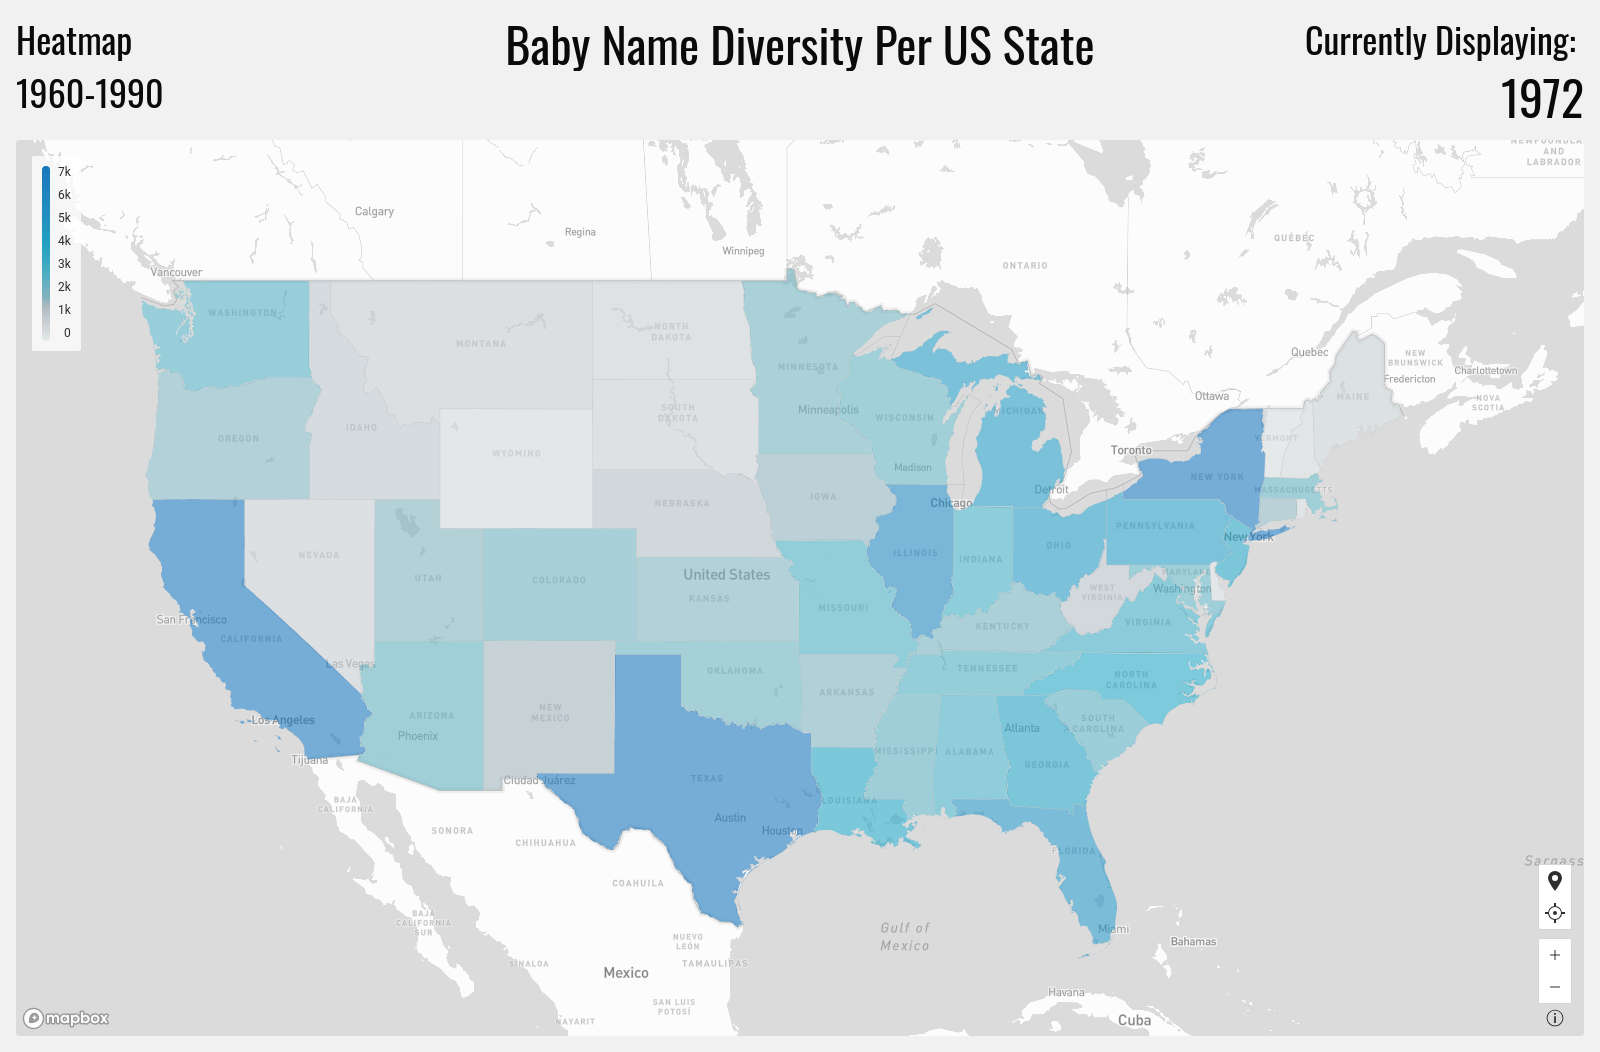 Heatmap
1960-1990
Baby Name Diversity Per US State
Currently Displaying:
1972
7k
6k
5k
4k
3k
2k
1k
0
Calgary
Regina
Winnipeg
Vancouver
ONTARIO
QUÉBEC
AND
LABRADOR
WASHINGTON
MONTANA
NORTH
DAKOTA
MINNESOTA
Quebec
NEW
BRUNSWICK
Fredericton
Charlottetown
NOVA
SCOTIA
MAINE
Ottawa
OREGON
IDAHO
WYOMING
SOUTH
DAKOTA
Minneapolis
WISCONSIN
Madison
MICHIGAN
Detroit
Toronto
VERMONT
NEW YORK
MASSACHUSETTS
NEBRASKA
IOWA
Chicago
ILLINOIS
INDIANA
OHIO
PENNSYLVANIA
New York
NEVADA
UTAH
COLORADO
United States
KANSAS
MISSOURI
WEST
VIRGINIA
MARYLAND
Washington
VIRGINIA
KENTUCKY
San Francisco
CALIFORNIA
Las Vegas
Los Angeles
Tijuana
ARIZONA
Phoenix
NEW
MEXICO
OKLAHOMA
ARKANSAS
TENNESSEE
NORTH
CAROLINA
SOUTH
CAROLINA
Atlanta
GEORGIA
ALABAMA
MISSISSIPPI
LOUISIANA
TEXAS
Austin
Houston
Ciudad Juárez
FLORIDA
Miami
BAJA
CALIFORNIA
SONORA
CHIHUAHUA
COAHUILA
BAJA
CALIFORNIA
SUR
SINALOA
NUEVO
LEÓN
TAMAULIPAS
Mexico
SAN LUIS
POTOSÍ
NAYARIT
Gulf of
Mexico
Bahamas
Havana
Cuba
Sargass
mapbox